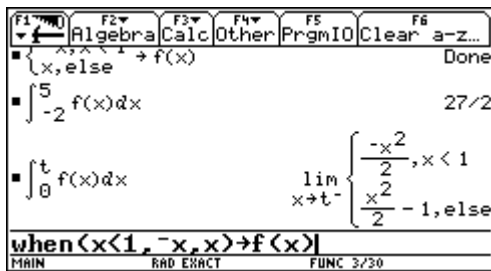 F1 F2 F3 F4 F5 F6
Algebra Calc Other PrgmIO Clear a-z…
{ -x,x<1
{ x,else → f(x) Done
∫ 5 -2 f(x)dx 27/2
∫ t 0 f(x)dx lim x→t⁻ { -x²/2 ,x < 1
{ x²/2 - 1,else
when(x<1,⁻x,x)→f(x)
MAIN RAD EXACT FUNC 3/30